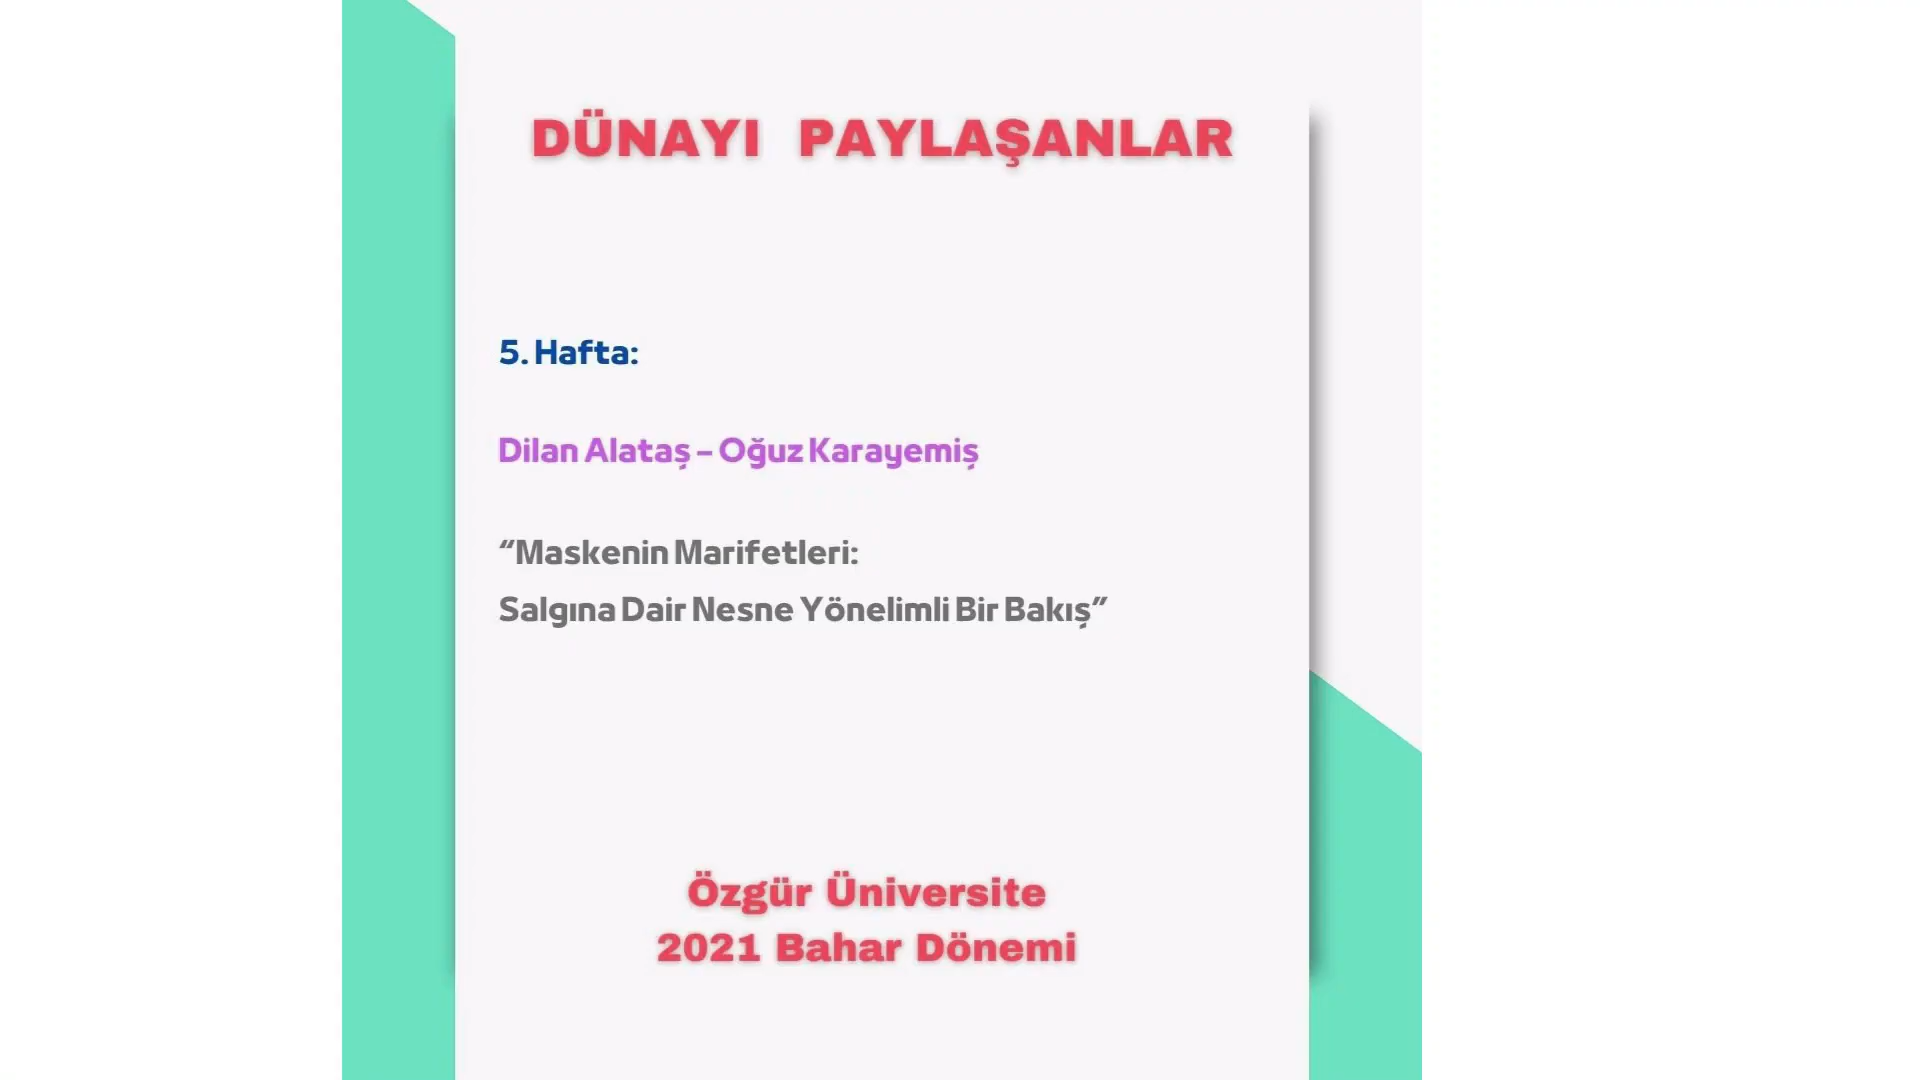 DÜNAYI PAYLAŞANLAR
5. Hafta:
Dilan Alataş – Oğuz Karayemiş
“Maskenin Marifetleri:
Salgına Dair Nesne Yönelimli Bir Bakış”
Özgür Üniversite
2021 Bahar Dönemi